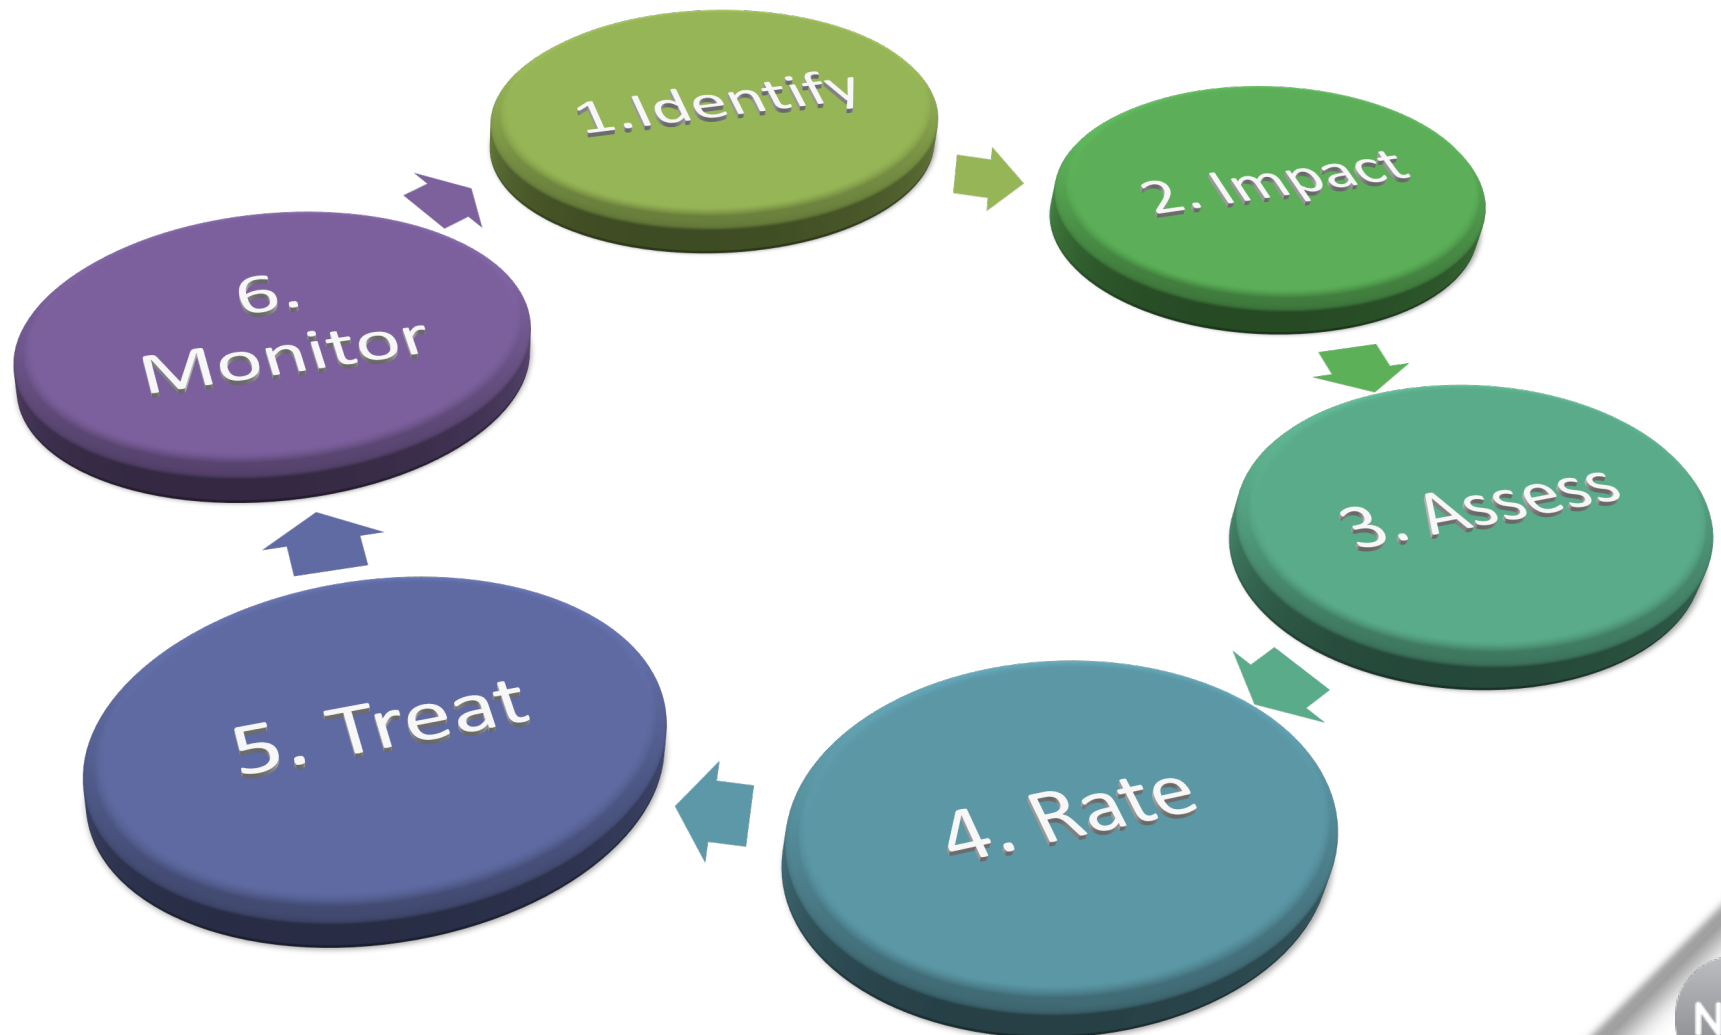 1.Identify
2. Impact
3. Assess
4. Rate
5. Treat
6.
Monitor